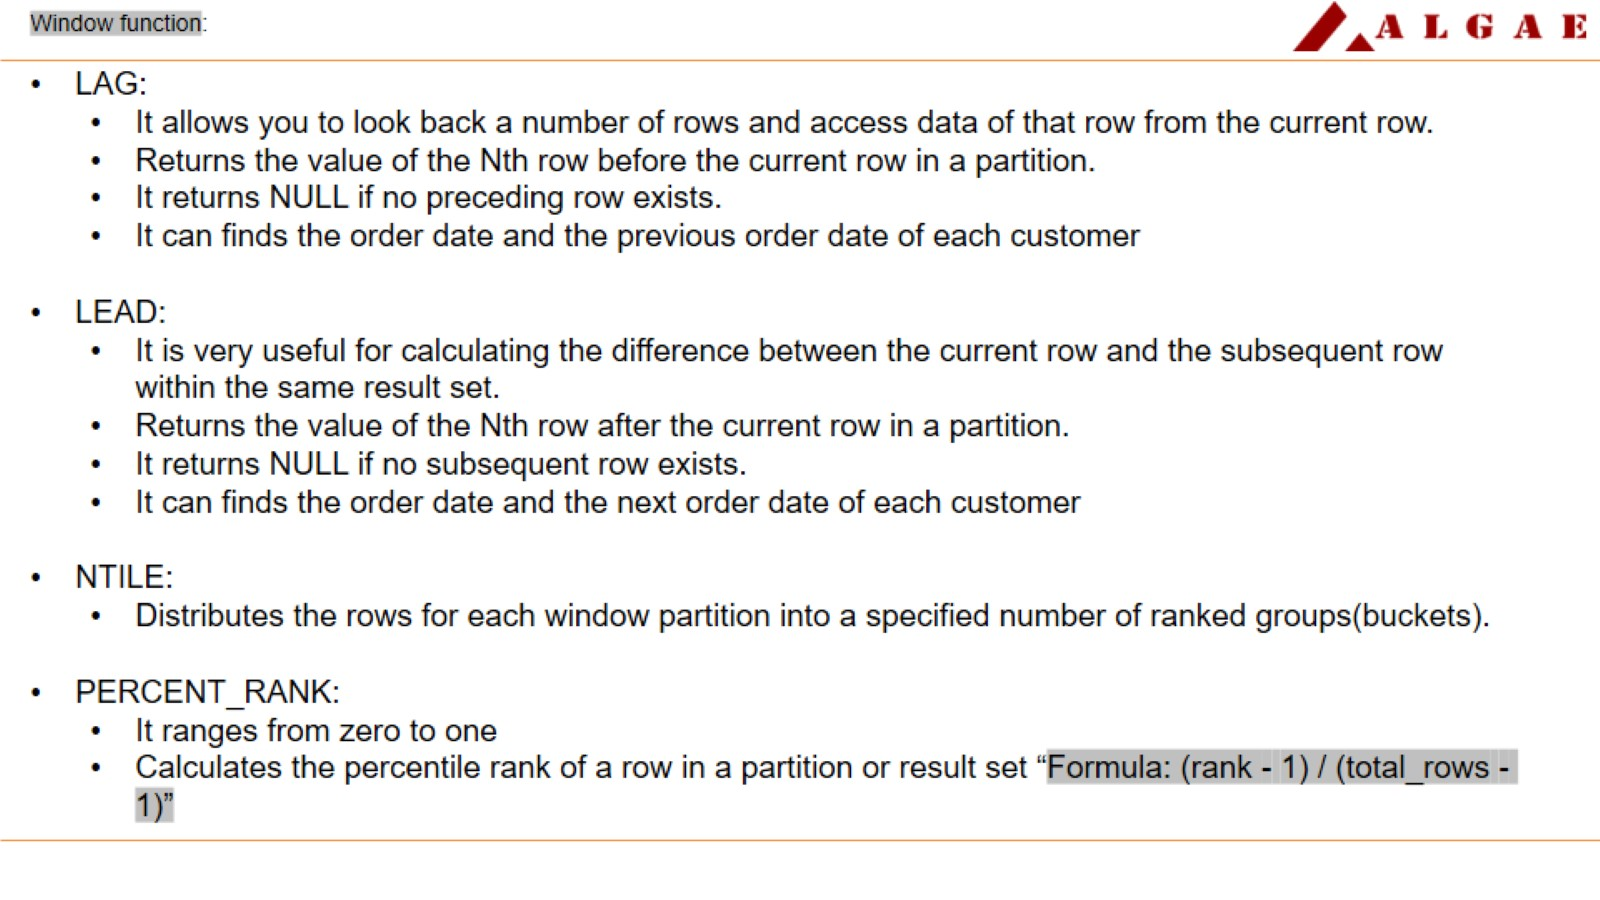 Window function:
ALGAE
• LAG:
• It allows you to look back a number of rows and access data of that row from the current row.
• Returns the value of the Nth row before the current row in a partition.
• It returns NULL if no preceding row exists.
• It can finds the order date and the previous order date of each customer
• LEAD:
• It is very useful for calculating the difference between the current row and the subsequent row
within the same result set.
• Returns the value of the Nth row after the current row in a partition.
• It returns NULL if no subsequent row exists.
• It can finds the order date and the next order date of each customer
• NTILE:
• Distributes the rows for each window partition into a specified number of ranked groups(buckets).
• PERCENT_RANK:
• It ranges from zero to one
• Calculates the percentile rank of a row in a partition or result set “Formula: (rank - 1) / (total_rows -
1)”